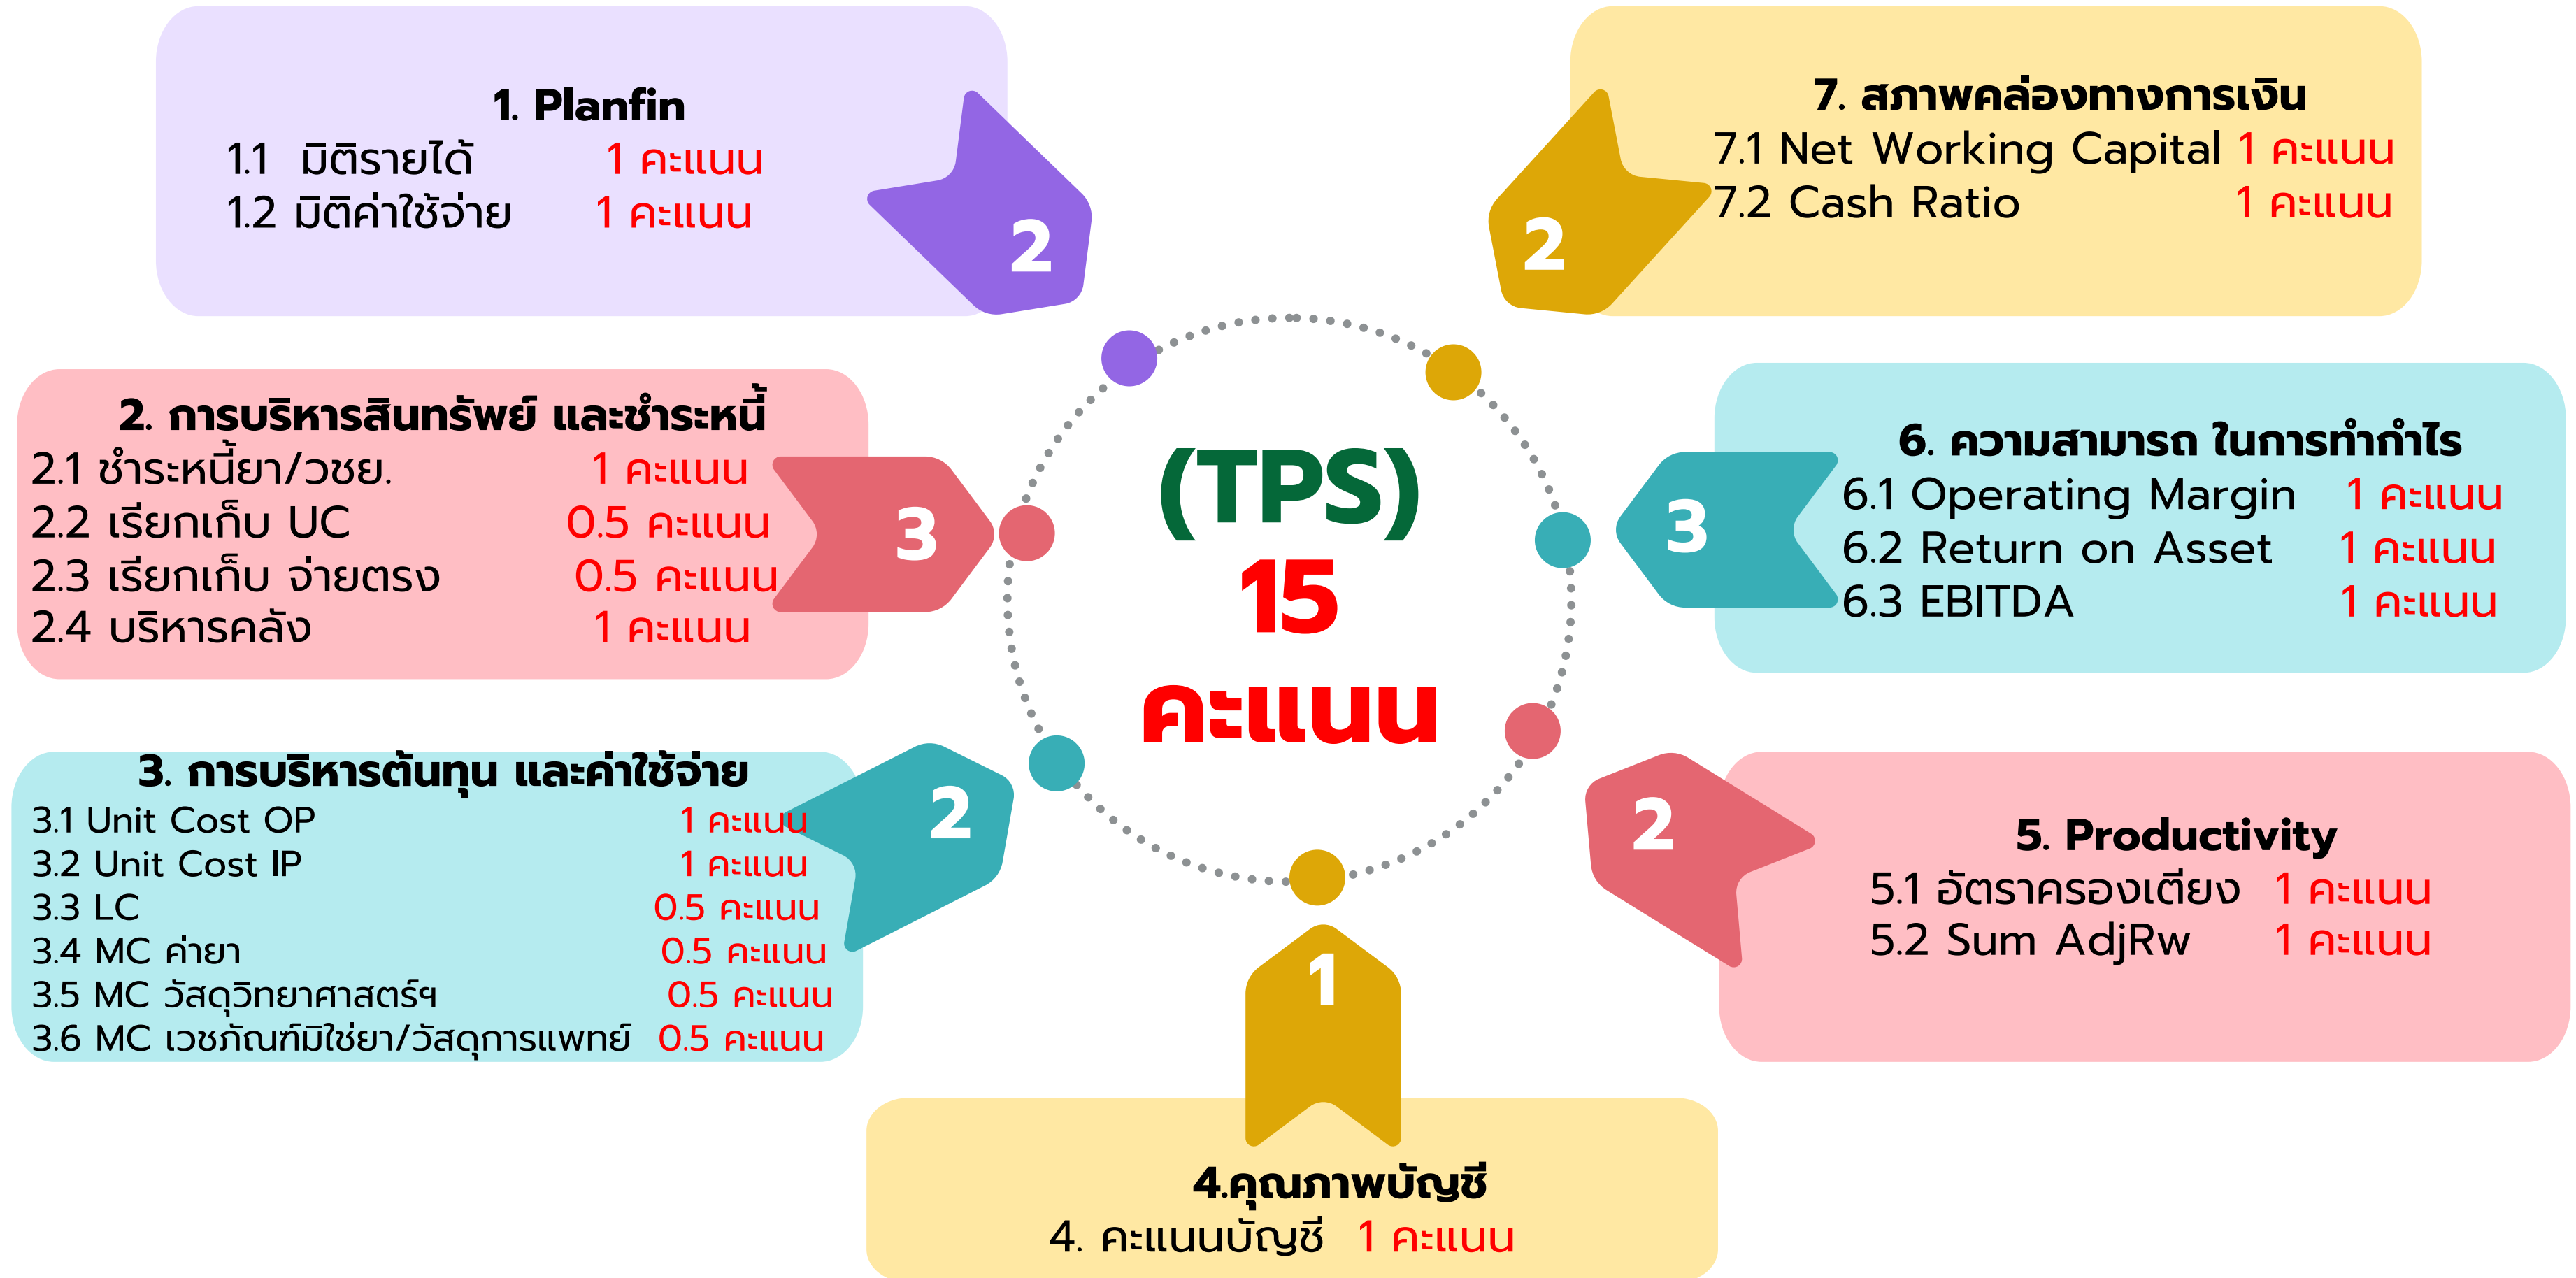 1. Planfin
1.1 มิติรายได้ 1 คะแนน
1.2 มิติค่าใช้จ่าย 1 คะแนน
2
2. การบริหารสินทรัพย์ และชำระหนี้
2.1 ชำระหนี้ยา/วชย. 1 คะแนน
2.2 เรียกเก็บ UC 0.5 คะแนน
2.3 เรียกเก็บ จ่ายตรง 0.5 คะแนน
2.4 บริหารคลัง 1 คะแนน
3
3. การบริหารต้นทุน และค่าใช้จ่าย
3.1 Unit Cost OP 1 คะแนน
3.2 Unit Cost IP 1 คะแนน
3.3 LC 0.5 คะแนน
3.4 MC ค่ายา 0.5 คะแนน
3.5 MC วัสดุวิทยาศาสตร์ฯ 0.5 คะแนน
3.6 MC เวชภัณฑ์มิใช่ยา/วัสดุการแพทย์ 0.5 คะแนน
2
(TPS)
15
คะแนน
1
4.คุณภาพบัญชี
4. คะแนนบัญชี 1 คะแนน
2
5. Productivity
5.1 อัตราครองเตียง 1 คะแนน
5.2 Sum AdjRw 1 คะแนน
3
6. ความสามารถ ในการทำกำไร
6.1 Operating Margin 1 คะแนน
6.2 Return on Asset 1 คะแนน
6.3 EBITDA 1 คะแนน
2
7. สภาพคล่องทางการเงิน
7.1 Net Working Capital 1 คะแนน
7.2 Cash Ratio 1 คะแนน